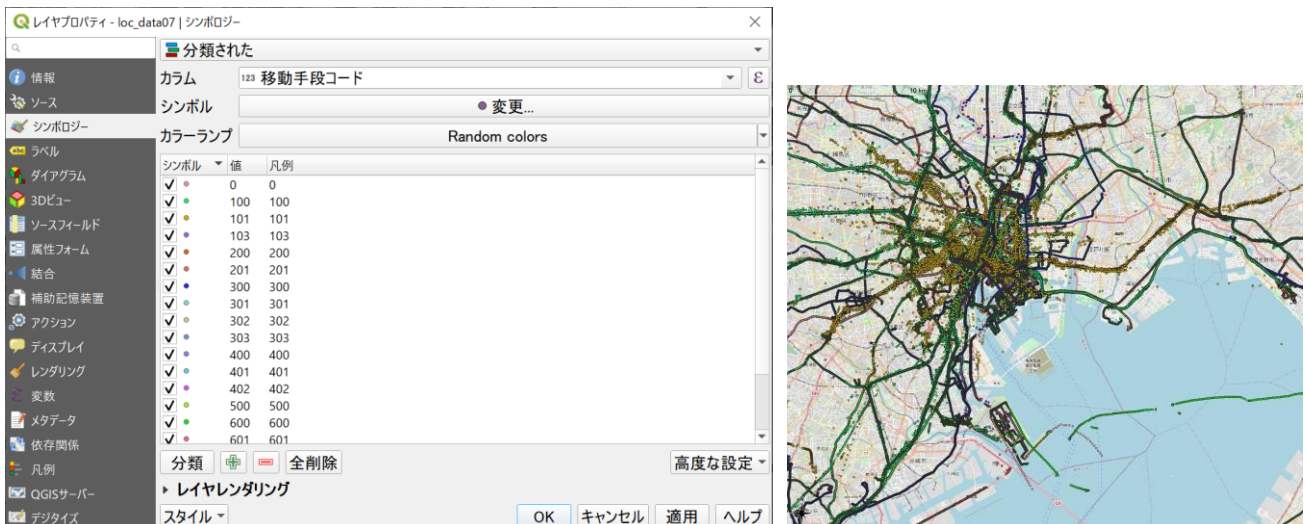 レイヤプロパティ - loc_data07 | シンボロジー
分類された
情報
ソース
シンボロジー
ラベル
ダイアグラム
3Dビュー
ソースフィールド
属性フォーム
結合
補助記憶装置
アクション
ディスプレイ
レンダリング
変数
メタデータ
依存関係
凡例
QGISサーバー
デジタイズ
カラム 123 移動手段コード ε
シンボル 変更...
カラーランプ Random colors
シンボル 値 凡例
0 0
100 100
101 101
103 103
200 200
201 201
300 300
301 301
302 302
303 303
400 400
401 401
402 402
500 500
600 600
601 601
分類 全削除 高度な設定
レイヤレンダリング
スタイル OK キャンセル 適用 ヘルプ
10 km